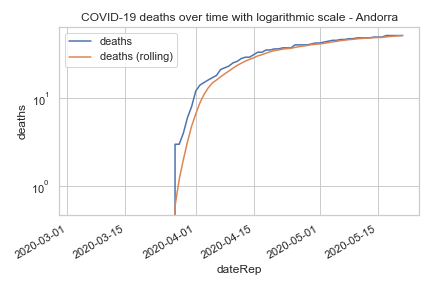 COVID-19 deaths over time with logarithmic scale - Andorra
deaths
deaths (rolling)
10¹
10⁰
deaths
2020-03-01
2020-03-15
2020-04-01
2020-04-15
2020-05-01
2020-05-15
dateRep